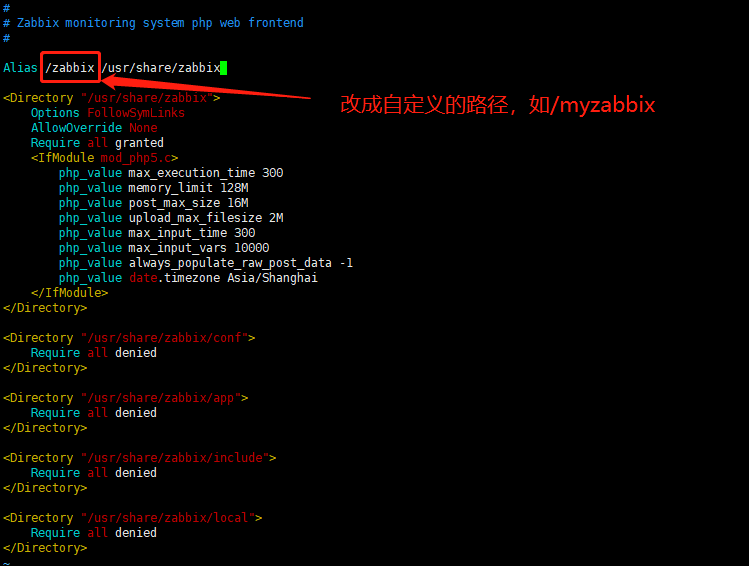 #
# Zabbix monitoring system php web frontend
#
Alias /zabbix /usr/share/zabbix
改成自定义的路径，如/myzabbix
<Directory "/usr/share/zabbix">
    Options FollowSymLinks
    AllowOverride None
    Require all granted
    <IfModule mod_php5.c>
        php_value max_execution_time 300
        php_value memory_limit 128M
        php_value post_max_size 16M
        php_value upload_max_filesize 2M
        php_value max_input_time 300
        php_value max_input_vars 10000
        php_value always_populate_raw_post_data -1
        php_value date.timezone Asia/Shanghai
    </IfModule>
</Directory>
<Directory "/usr/share/zabbix/conf">
    Require all denied
</Directory>
<Directory "/usr/share/zabbix/app">
    Require all denied
</Directory>
<Directory "/usr/share/zabbix/include">
    Require all denied
</Directory>
<Directory "/usr/share/zabbix/local">
    Require all denied
</Directory>
~